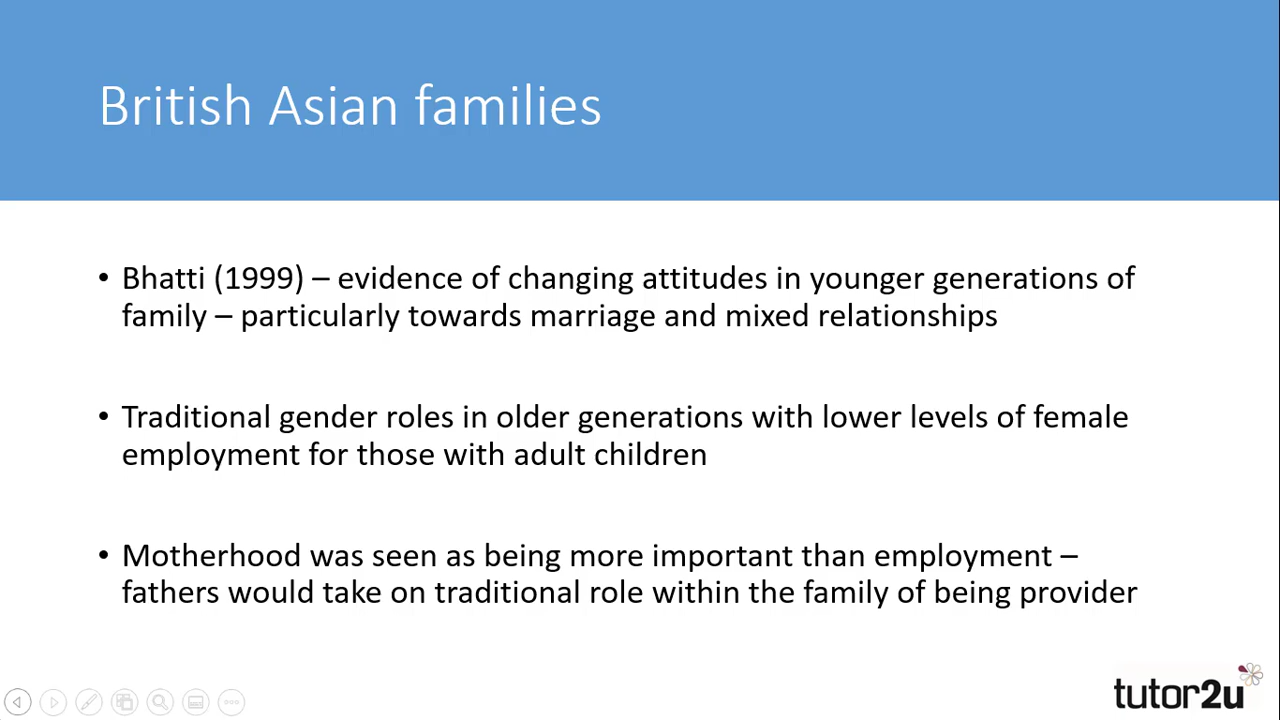 British Asian families
• Bhatti (1999) – evidence of changing attitudes in younger generations of
family – particularly towards marriage and mixed relationships
• Traditional gender roles in older generations with lower levels of female
employment for those with adult children
• Motherhood was seen as being more important than employment –
fathers would take on traditional role within the family of being provider
tutor2u